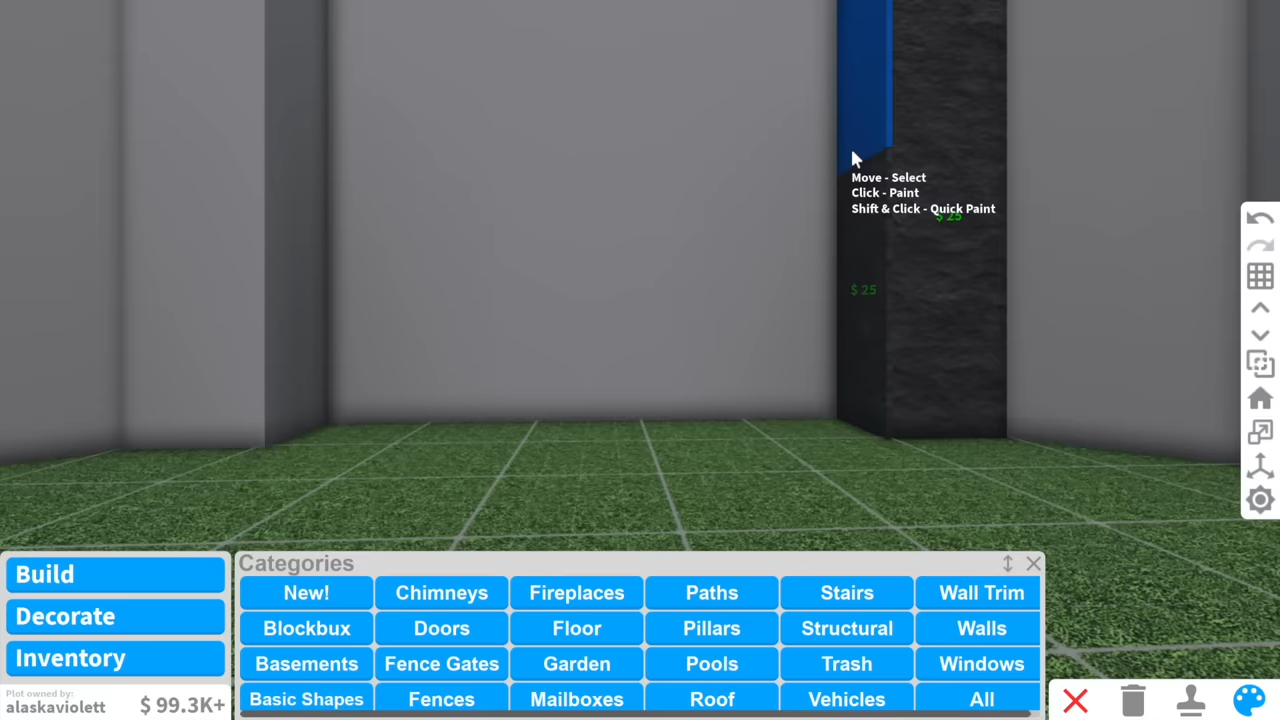 Move - Select
Click - Paint
Shift & Click - Quick Paint
$ 25
$ 25
Build
Decorate
Inventory
Plot owned by:
alaskaviolett
$ 99.3K+
Categories
New! Chimneys Fireplaces Paths Stairs Wall Trim
Blockbux Doors Floor Pillars Structural Walls
Basements Fence Gates Garden Pools Trash Windows
Basic Shapes Fences Mailboxes Roof Vehicles All